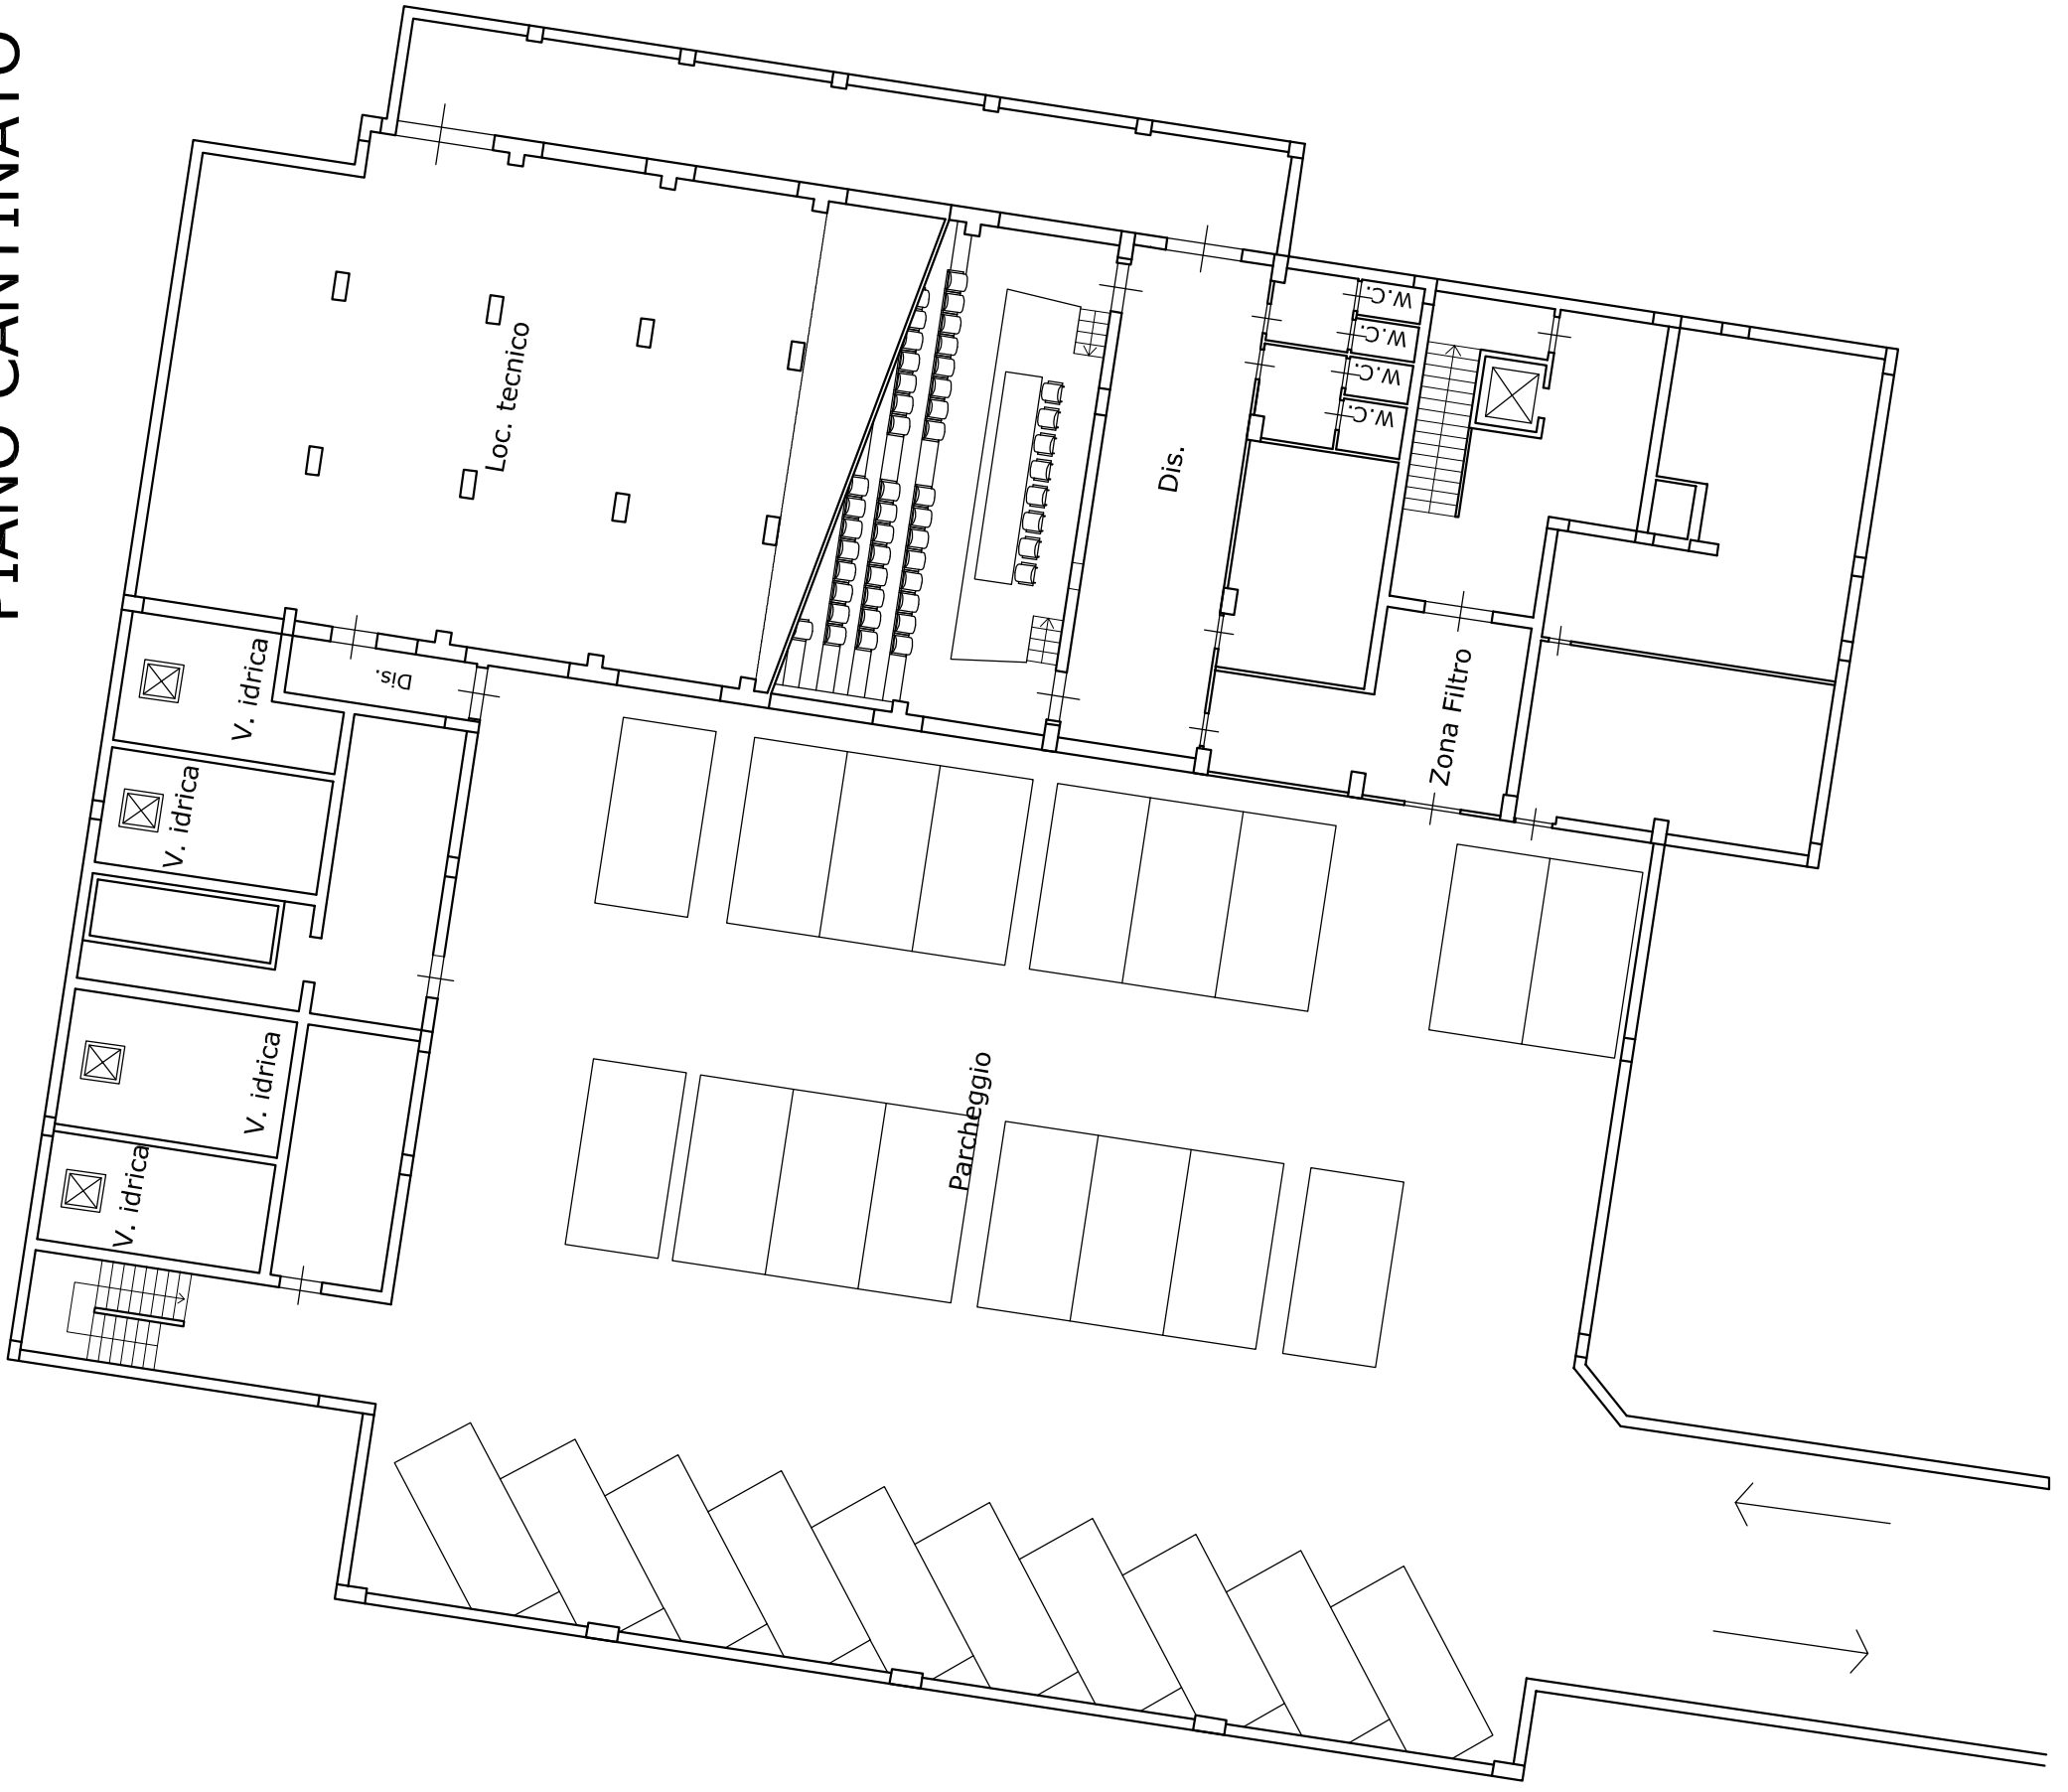 PIANO CANTINATO
W.C.
W.C.
W.C.
W.C.
Loc. tecnico
Dis.
Dis.
V. idrica
Zona Filtro
V. idrica
V. idrica
Parcheggio
V. idrica